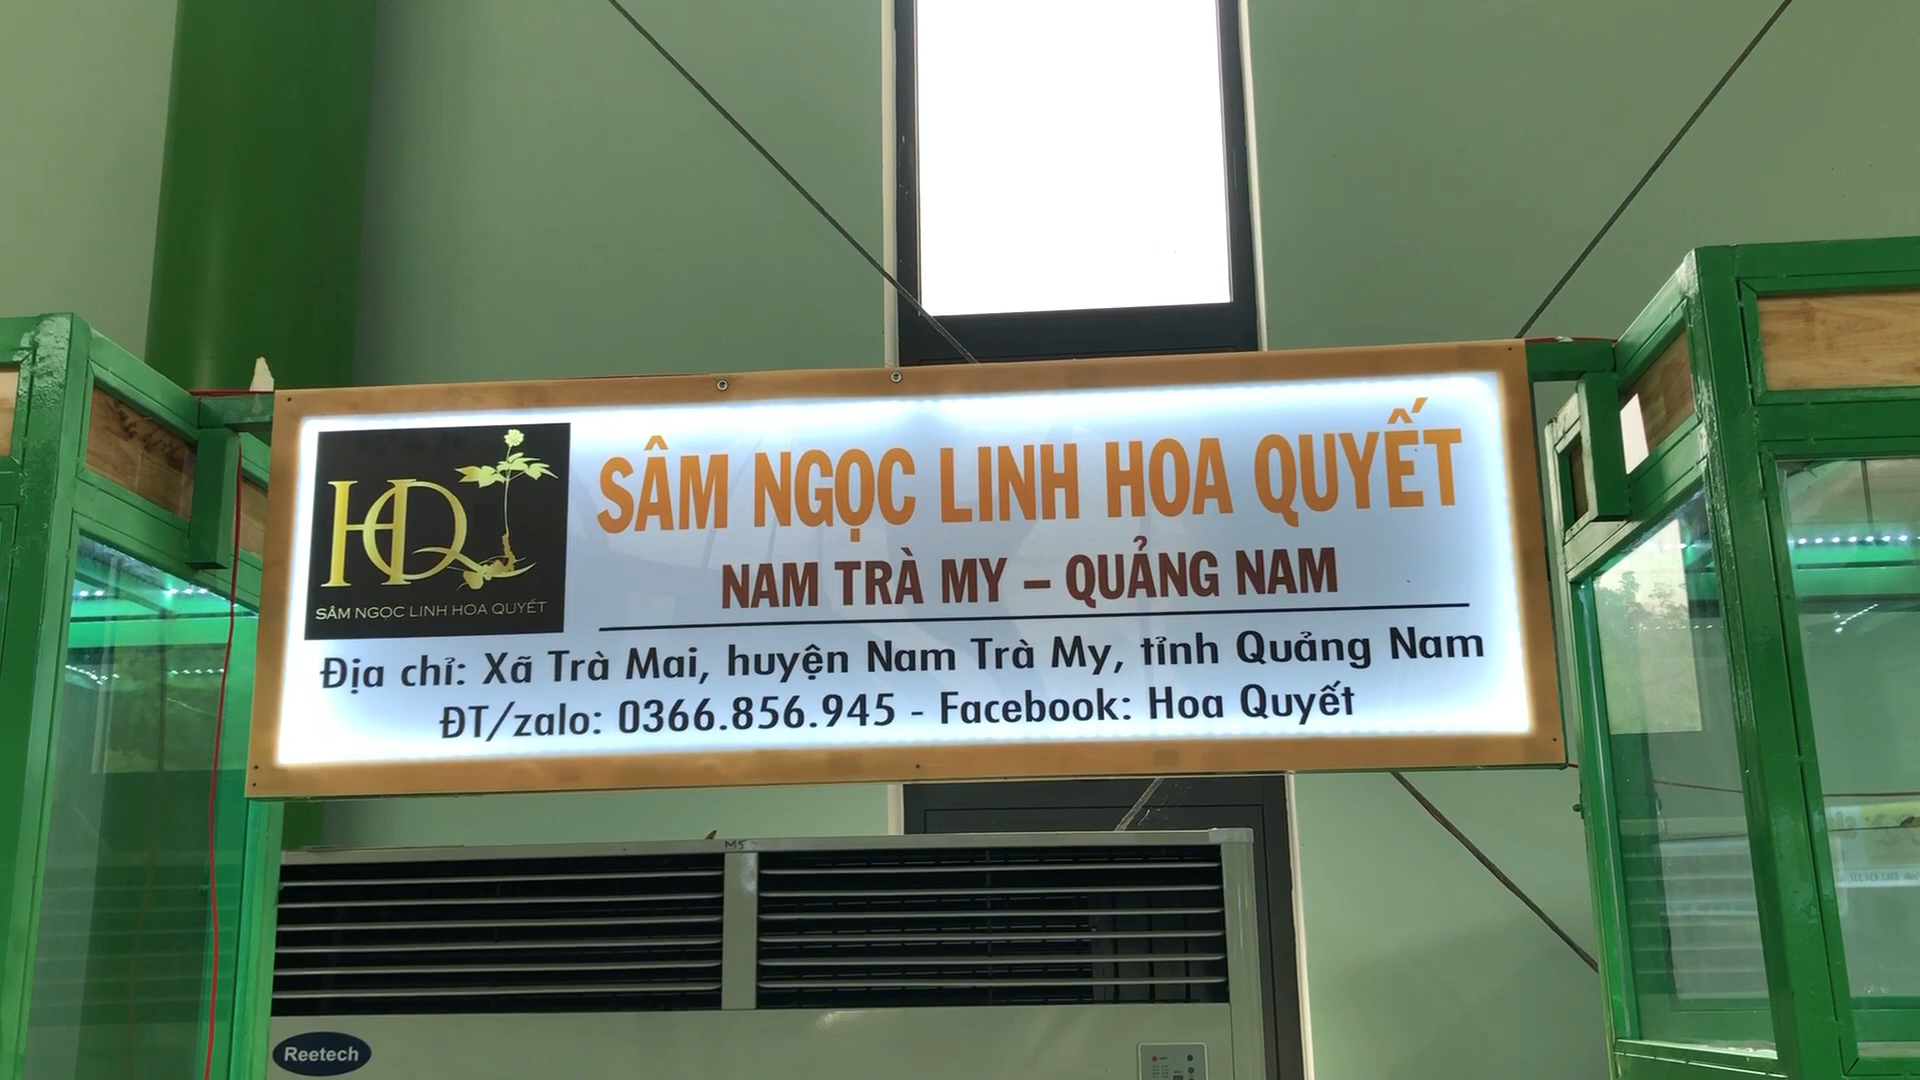 HQ
SÂM NGỌC LINH HOA QUYẾT
SÂM NGỌC LINH HOA QUYẾT
NAM TRÀ MY – QUẢNG NAM
Địa chỉ: Xã Trà Mai, huyện Nam Trà My, tỉnh Quảng Nam
ĐT/zalo: 0366.856.945 - Facebook: Hoa Quyết
M5
Reetech